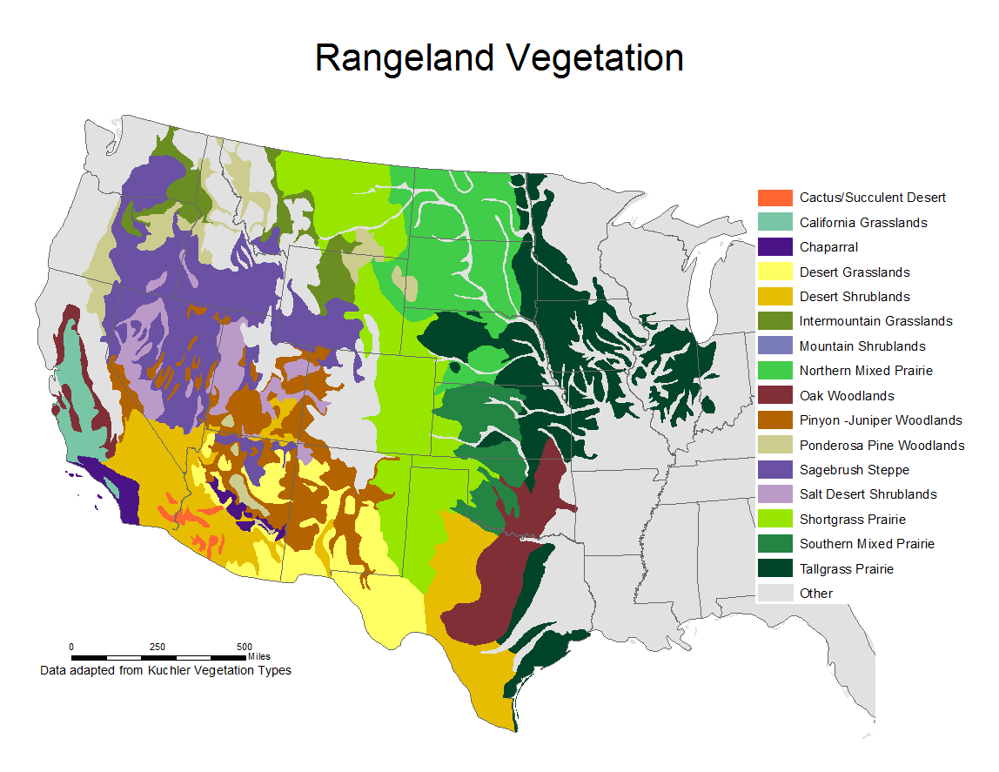 Rangeland Vegetation
Cactus/Succulent Desert
California Grasslands
Chaparral
Desert Grasslands
Desert Shrublands
Intermountain Grasslands
Mountain Shrublands
Northern Mixed Prairie
Oak Woodlands
Pinyon -Juniper Woodlands
Ponderosa Pine Woodlands
Sagebrush Steppe
Salt Desert Shrublands
Shortgrass Prairie
Southern Mixed Prairie
Tallgrass Prairie
Other
0 250 500
Miles
Data adapted from Kuchler Vegetation Types